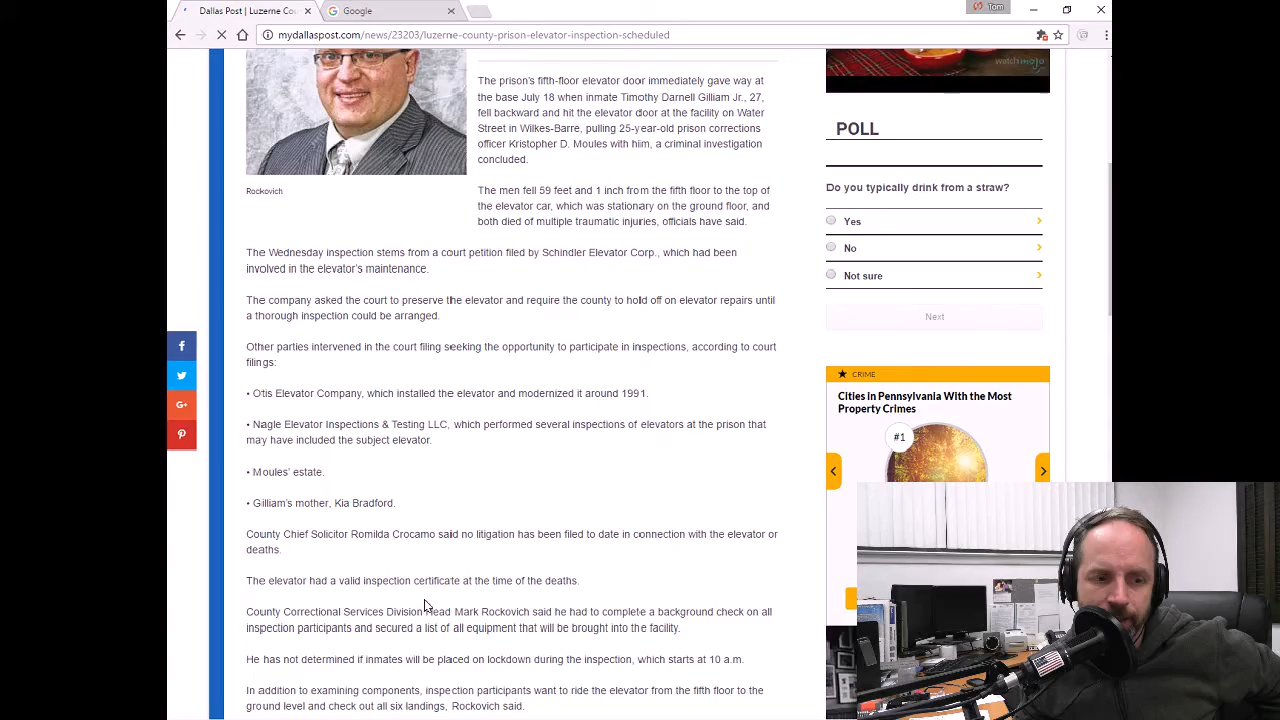 Dallas Post | Luzerne Cou
Google
Tom
mydallaspost.com/news/23203/luzerne-county-prison-elevator-inspection-scheduled
Rockovich
The prison's fifth-floor elevator door immediately gave way at
the base July 18 when inmate Timothy Darnell Gilliam Jr., 27,
fell backward and hit the elevator door at the facility on Water
Street in Wilkes-Barre, pulling 25-year-old prison corrections
officer Kristopher D. Moules with him, a criminal investigation
concluded.
The men fell 59 feet and 1 inch from the fifth floor to the top of
the elevator car, which was stationary on the ground floor, and
both died of multiple traumatic injuries, officials have said.
The Wednesday inspection stems from a court petition filed by Schindler Elevator Corp., which had been
involved in the elevator's maintenance.
The company asked the court to preserve the elevator and require the county to hold off on elevator repairs until
a thorough inspection could be arranged.
Other parties intervened in the court filing seeking the opportunity to participate in inspections, according to court
filings:
• Otis Elevator Company, which installed the elevator and modernized it around 1991.
• Nagle Elevator Inspections & Testing LLC, which performed several inspections of elevators at the prison that
may have included the subject elevator.
• Moules' estate.
• Gilliam's mother, Kia Bradford.
County Chief Solicitor Romilda Crocamo said no litigation has been filed to date in connection with the elevator or
deaths.
The elevator had a valid inspection certificate at the time of the deaths.
County Correctional Services Division Head Mark Rockovich said he had to complete a background check on all
inspection participants and secured a list of all equipment that will be brought into the facility.
He has not determined if inmates will be placed on lockdown during the inspection, which starts at 10 a.m.
In addition to examining components, inspection participants want to ride the elevator from the fifth floor to the
ground level and check out all six landings, Rockovich said.
watchmojo
POLL
Do you typically drink from a straw?
Yes
No
Not sure
Next
CRIME
Cities in Pennsylvania With the Most
Property Crimes
#1